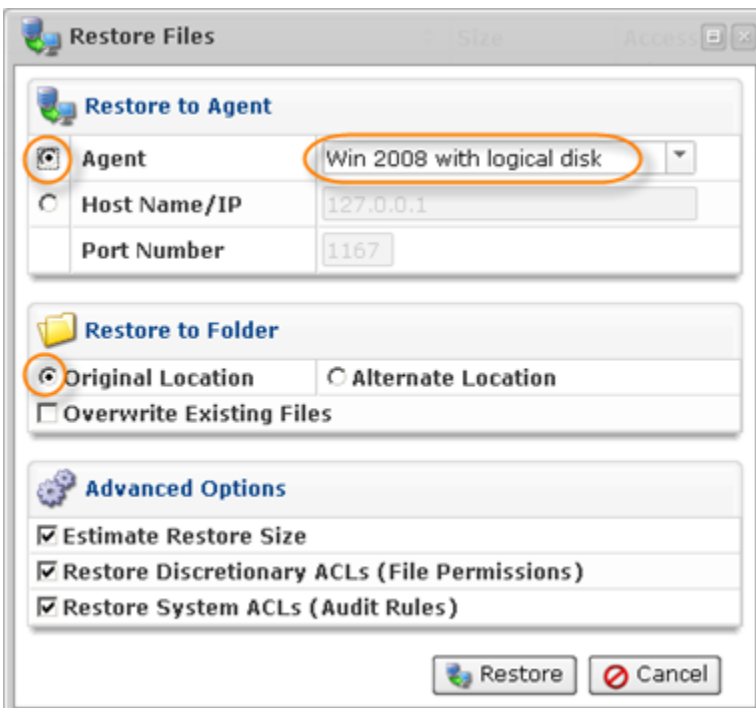 Restore Files Size Access
Restore to Agent
Agent Win 2008 with logical disk
Host Name/IP 127.0.0.1
Port Number 1167
Restore to Folder
Original Location Alternate Location
Overwrite Existing Files
Advanced Options
Estimate Restore Size
Restore Discretionary ACLs (File Permissions)
Restore System ACLs (Audit Rules)
Restore Cancel